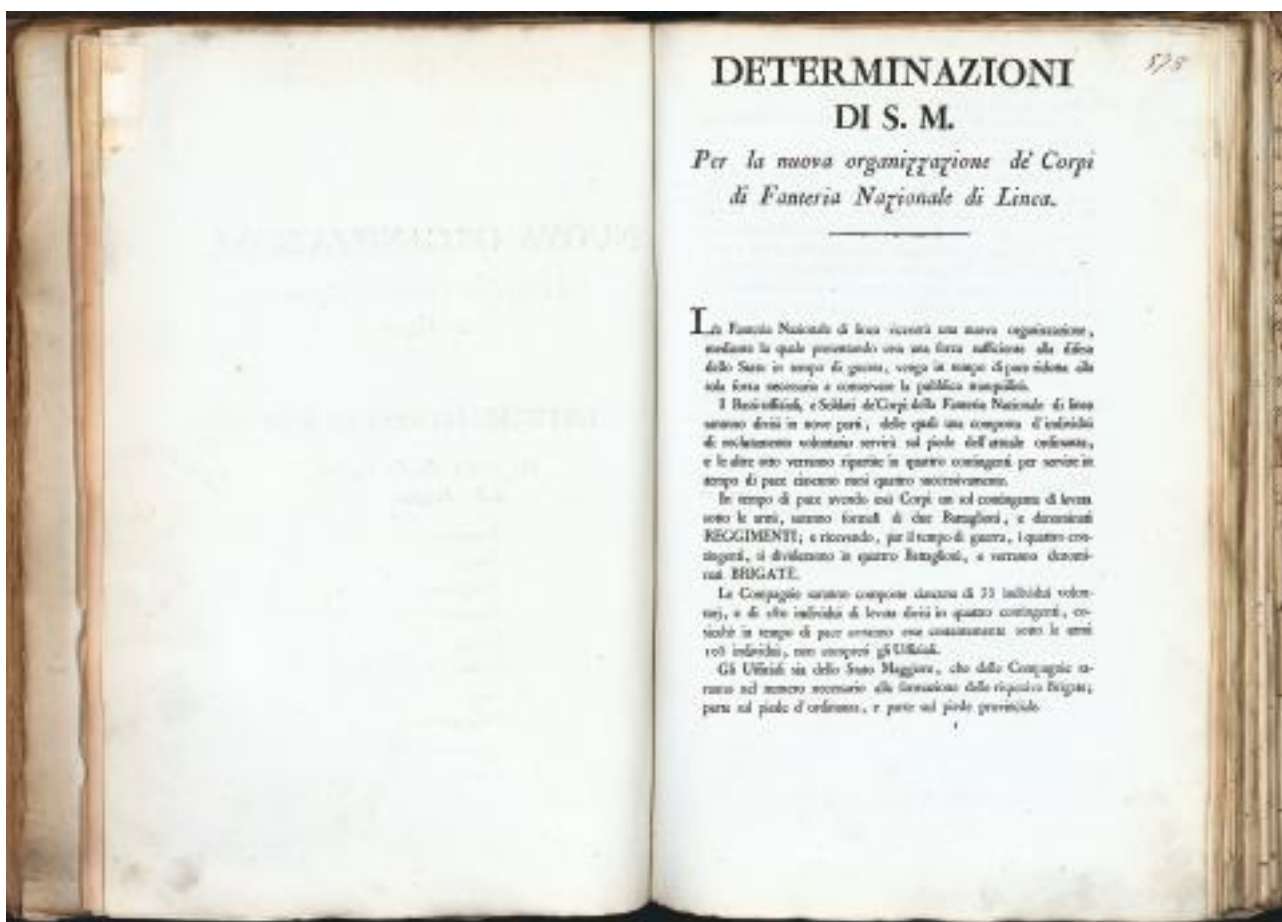 578
DETERMINAZIONI
DI S. M.
Per la nuova organizzazione de' Corpi
di Fanteria Nazionale di Linea.
La Fanteria Nazionale di linea riceverà una nuova organizzazione,
mediante la quale presentando essa una forza sufficiente alla difesa
dello Stato in tempo di guerra, venga in tempo di pace ridotta alla
sola forza necessaria a conservare la pubblica tranquillità.
I Bassi-uffiziali, e Soldati de' Corpi della Fanteria Nazionale di linea
saranno divisi in nove parti, delle quali una composta d'individui
di reclutamento volontario servirà sul piede dell'attuale ordinanza,
e le altre otto verranno ripartite in quattro contingenti per servire in
tempo di pace ciascuno mesi quattro successivamente.
In tempo di pace avendo essi Corpi un sol contingente di levata
sotto le armi, saranno formati di due Battaglioni, e denominati
REGGIMENTI; e ricevendo, per il tempo di guerra, i quattro con-
tingenti, si divideranno in quattro Battaglioni, e verranno denomi-
nati BRIGATE.
Le Compagnie saranno composte ciascuna di individui volon-
tarj, e di 180 individui di levata divisi in quattro contingenti, co-
sicchè in tempo di pace avranno esse costantemente sotto le armi
individui, non compresi gli Uffiziali.
Gli Uffiziali sia dello Stato Maggiore, che delle Compagnie sa-
ranno nel numero necessario alla formazione delle rispettive Brigate;
parte sul piede d'ordinanza, e parte sul piede provinciale